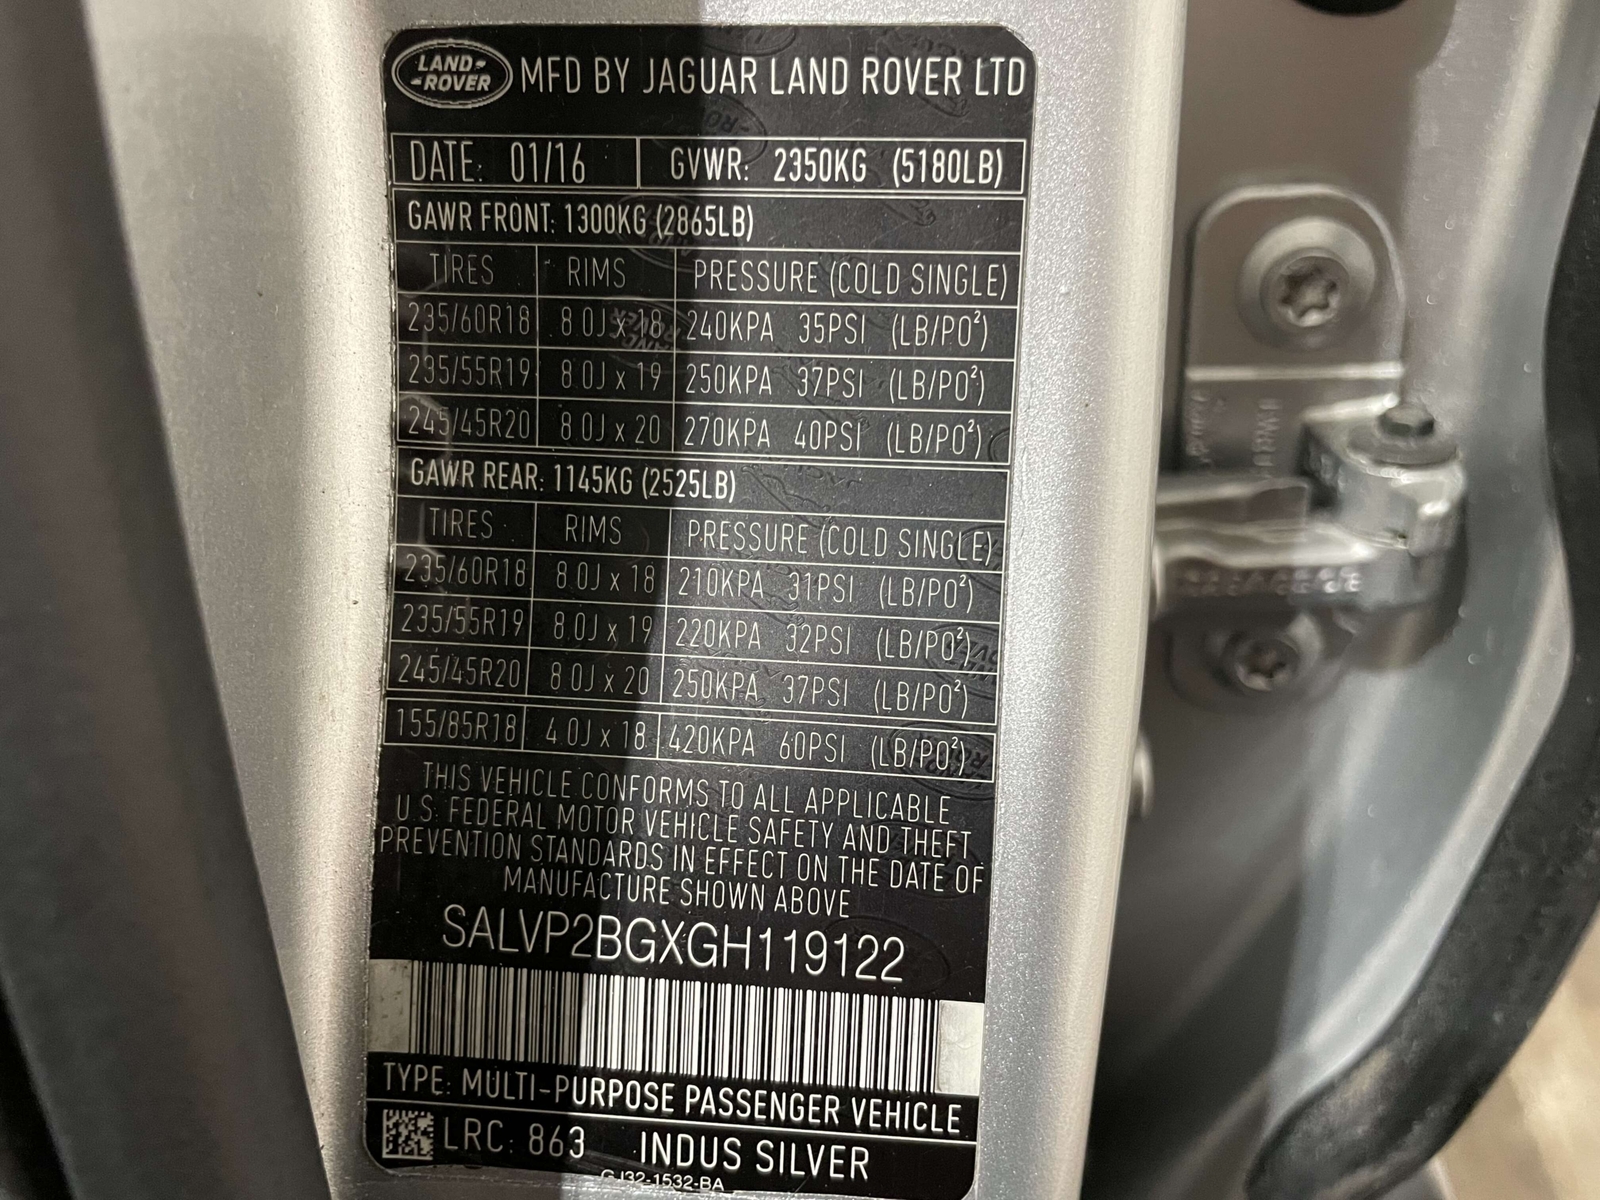 LAND ROVER MFD BY JAGUAR LAND ROVER LTD
DATE: 01/16 GVWR: 2350KG (5180LB)
GAWR FRONT: 1300KG (2865LB)
TIRES RIMS PRESSURE (COLD SINGLE)
235/60R18 8.0J x 18 240KPA 35PSI (LB/PO²)
235/55R19 8.0J x 19 250KPA 37PSI (LB/PO²)
245/45R20 8.0J x 20 270KPA 40PSI (LB/PO²)
GAWR REAR: 1145KG (2525LB)
TIRES RIMS PRESSURE (COLD SINGLE)
235/60R18 8.0J x 18 210KPA 31PSI (LB/PO²)
235/55R19 8.0J x 19 220KPA 32PSI (LB/PO²)
245/45R20 8.0J x 20 250KPA 37PSI (LB/PO²)
155/85R18 4.0J x 18 420KPA 60PSI (LB/PO²)
THIS VEHICLE CONFORMS TO ALL APPLICABLE
U.S. FEDERAL MOTOR VEHICLE SAFETY AND THEFT
PREVENTION STANDARDS IN EFFECT ON THE DATE OF
MANUFACTURE SHOWN ABOVE
SALVP2BGXGH119122
TYPE: MULTI-PURPOSE PASSENGER VEHICLE
LRC: 863 INDUS SILVER
GJ32-1532-BA